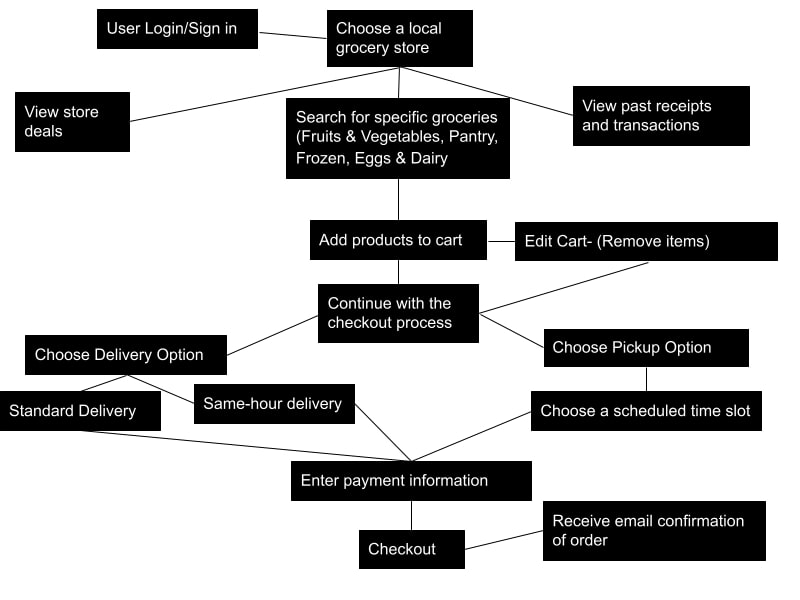 User Login/Sign in
Choose a local
grocery store
View store
deals
Search for specific groceries
(Fruits & Vegetables, Pantry,
Frozen, Eggs & Dairy
View past receipts
and transactions
Add products to cart
Edit Cart- (Remove items)
Continue with the
checkout process
Choose Delivery Option
Choose Pickup Option
Standard Delivery
Same-hour delivery
Choose a scheduled time slot
Enter payment information
Checkout
Receive email confirmation
of order